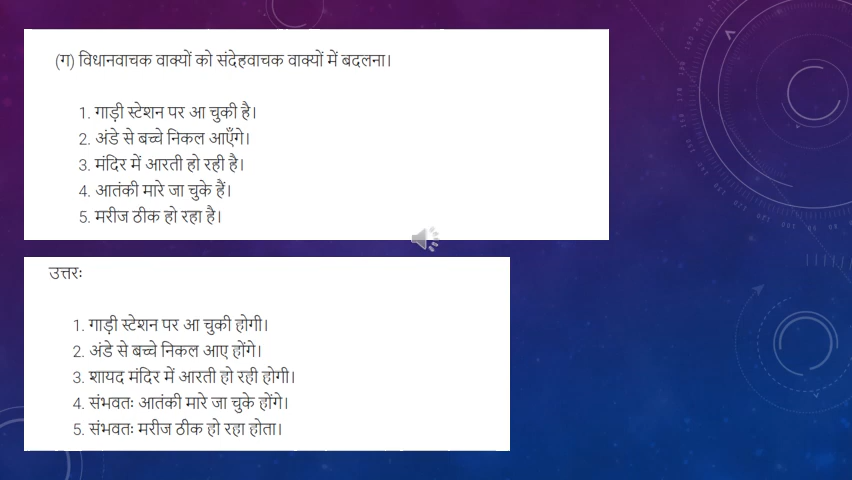 (ग) विधानवाचक वाक्यों को संदेहवाचक वाक्यों में बदलना।
1. गाड़ी स्टेशन पर आ चुकी है।
2. अंडे से बच्चे निकल आएँगे।
3. मंदिर में आरती हो रही है।
4. आतंकी मारे जा चुके हैं।
5. मरीज ठीक हो रहा है।
उत्तरः
1. गाड़ी स्टेशन पर आ चुकी होगी।
2. अंडे से बच्चे निकल आए होंगे।
3. शायद मंदिर में आरती हो रही होगी।
4. संभवतः आतंकी मारे जा चुके होंगे।
5. संभवतः मरीज ठीक हो रहा होता।